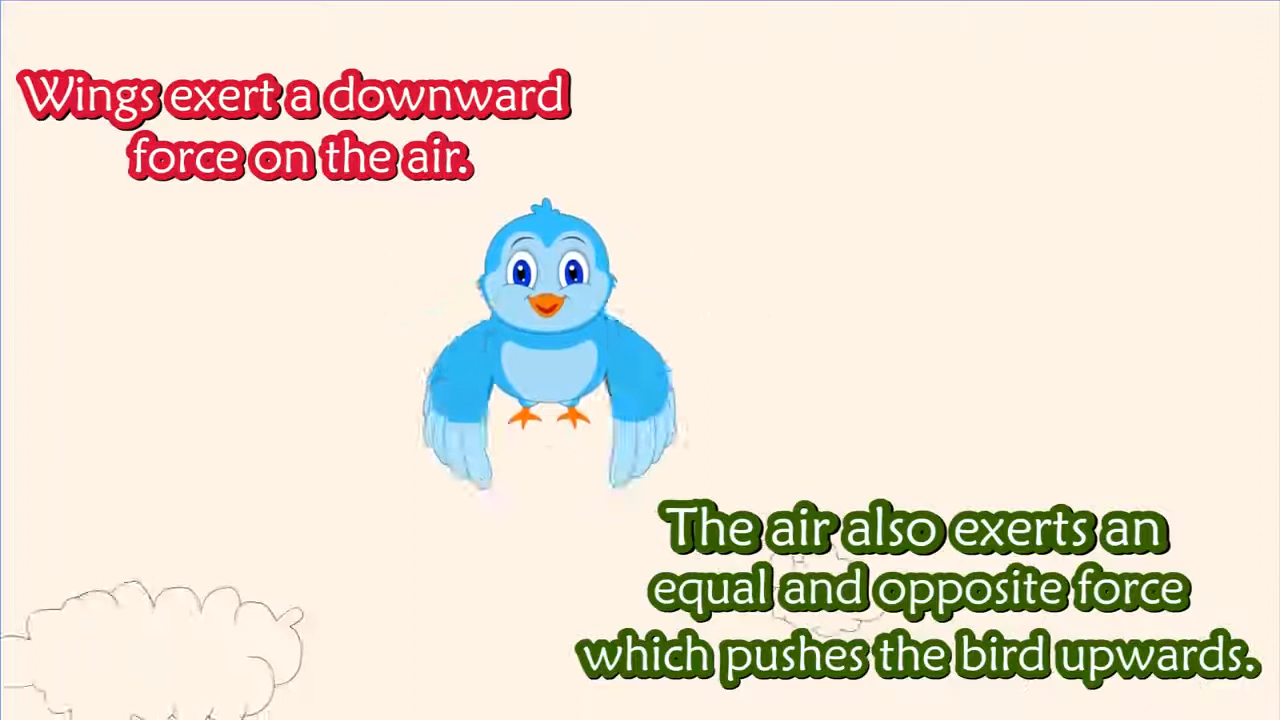 Wings exert a downward
force on the air.
The air also exerts an
equal and opposite force
which pushes the bird upwards.